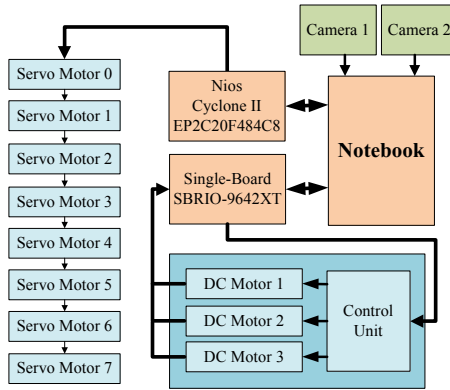 Camera 1
Camera 2
Servo Motor 0
Servo Motor 1
Servo Motor 2
Servo Motor 3
Servo Motor 4
Servo Motor 5
Servo Motor 6
Servo Motor 7
Nios
Cyclone II
EP2C20F484C8
Notebook
Single-Board
SBRIO-9642XT
DC Motor 1
DC Motor 2
DC Motor 3
Control
Unit